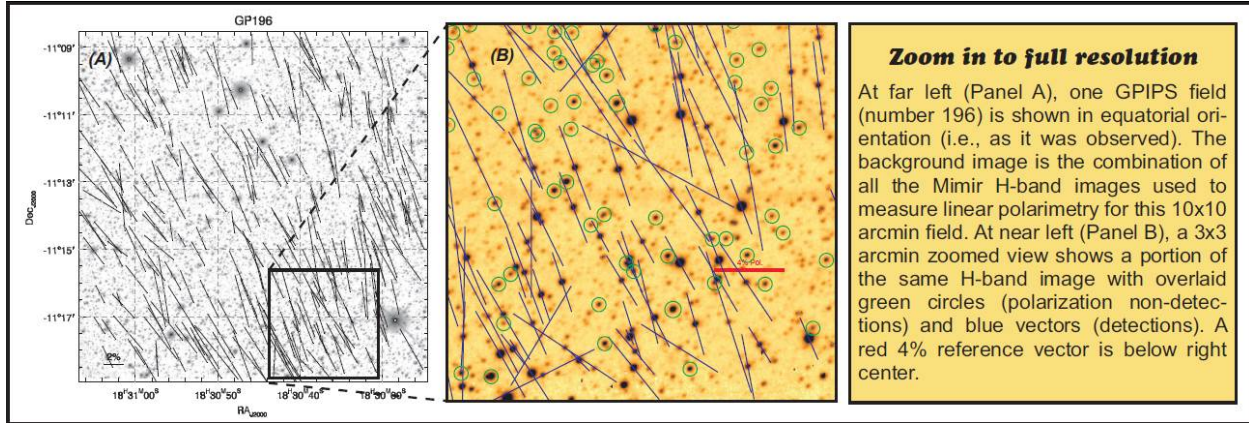 GP196
(A)
-11°09'
-11°11'
-11°13'
-11°15'
-11°17'
Dec_J2000
2%
18ᴴ31ᴹ00ˢ
18ᴴ30ᴹ50ˢ
18ᴴ30ᴹ40ˢ
RA_J2000
(B)
4% Pol.
Zoom in to full resolution
At far left (Panel A), one GPIPS field
(number 196) is shown in equatorial ori-
entation (i.e., as it was observed). The
background image is the combination of
all the Mimir H-band images used to
measure linear polarimetry for this 10x10
arcmin field. At near left (Panel B), a 3x3
arcmin zoomed view shows a portion of
the same H-band image with overlaid
green circles (polarization non-detec-
tions) and blue vectors (detections). A
red 4% reference vector is below right
center.